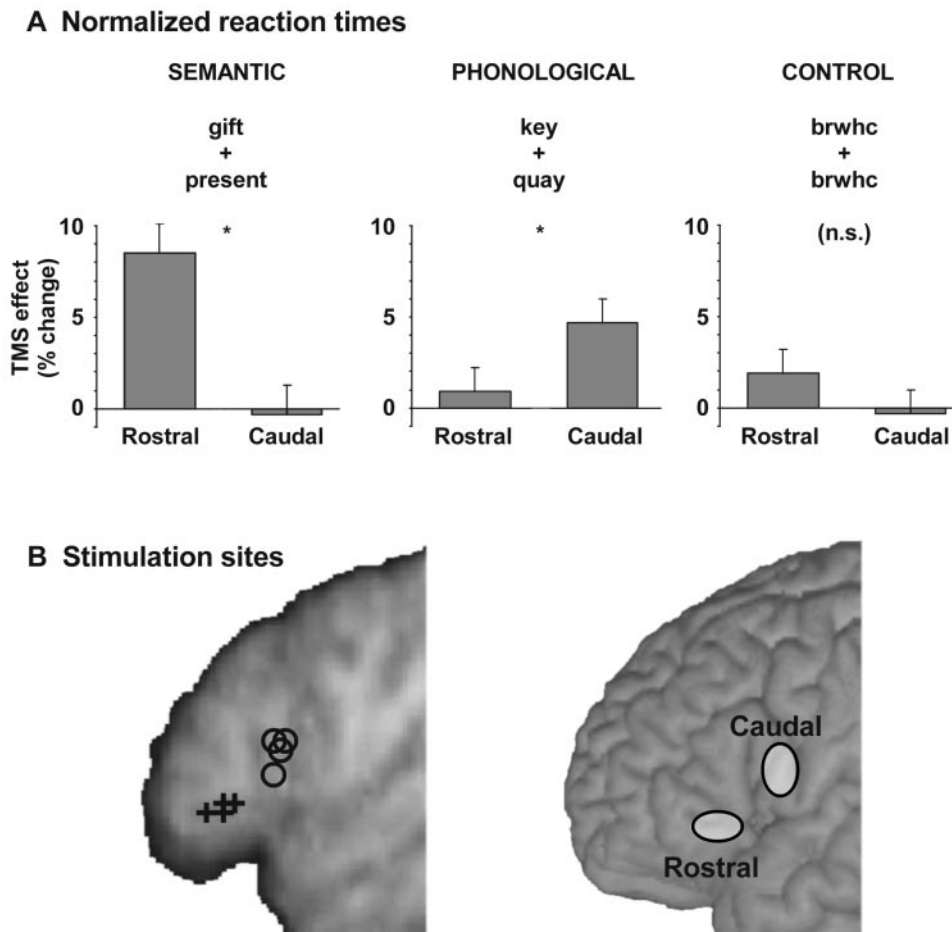 A Normalized reaction times
SEMANTIC
PHONOLOGICAL
CONTROL
gift
+
present
key
+
quay
brwhc
+
brwhc
TMS effect
(% change)
10
5
0
*
Rostral
Caudal
10
5
0
*
Rostral
Caudal
10
5
0
(n.s.)
Rostral
Caudal
B Stimulation sites
Caudal
Rostral